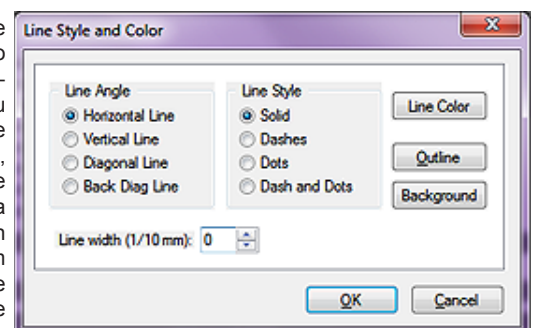 Line Style and Color
Line Angle
Horizontal Line
Vertical Line
Diagonal Line
Back Diag Line
Line Style
Solid
Dashes
Dots
Dash and Dots
Line Color
Outline
Background
Line width (1/10 mm): 0
OK
Cancel